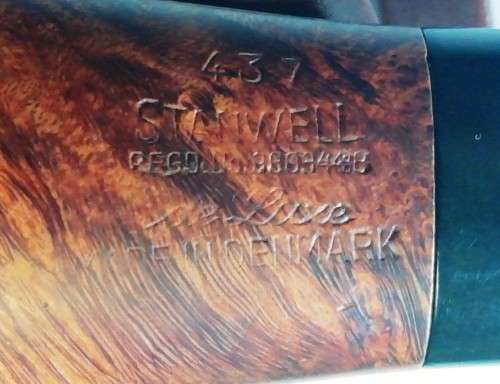 437
STANWELL
REGD. No.
de Luxe
MADE IN DENMARK